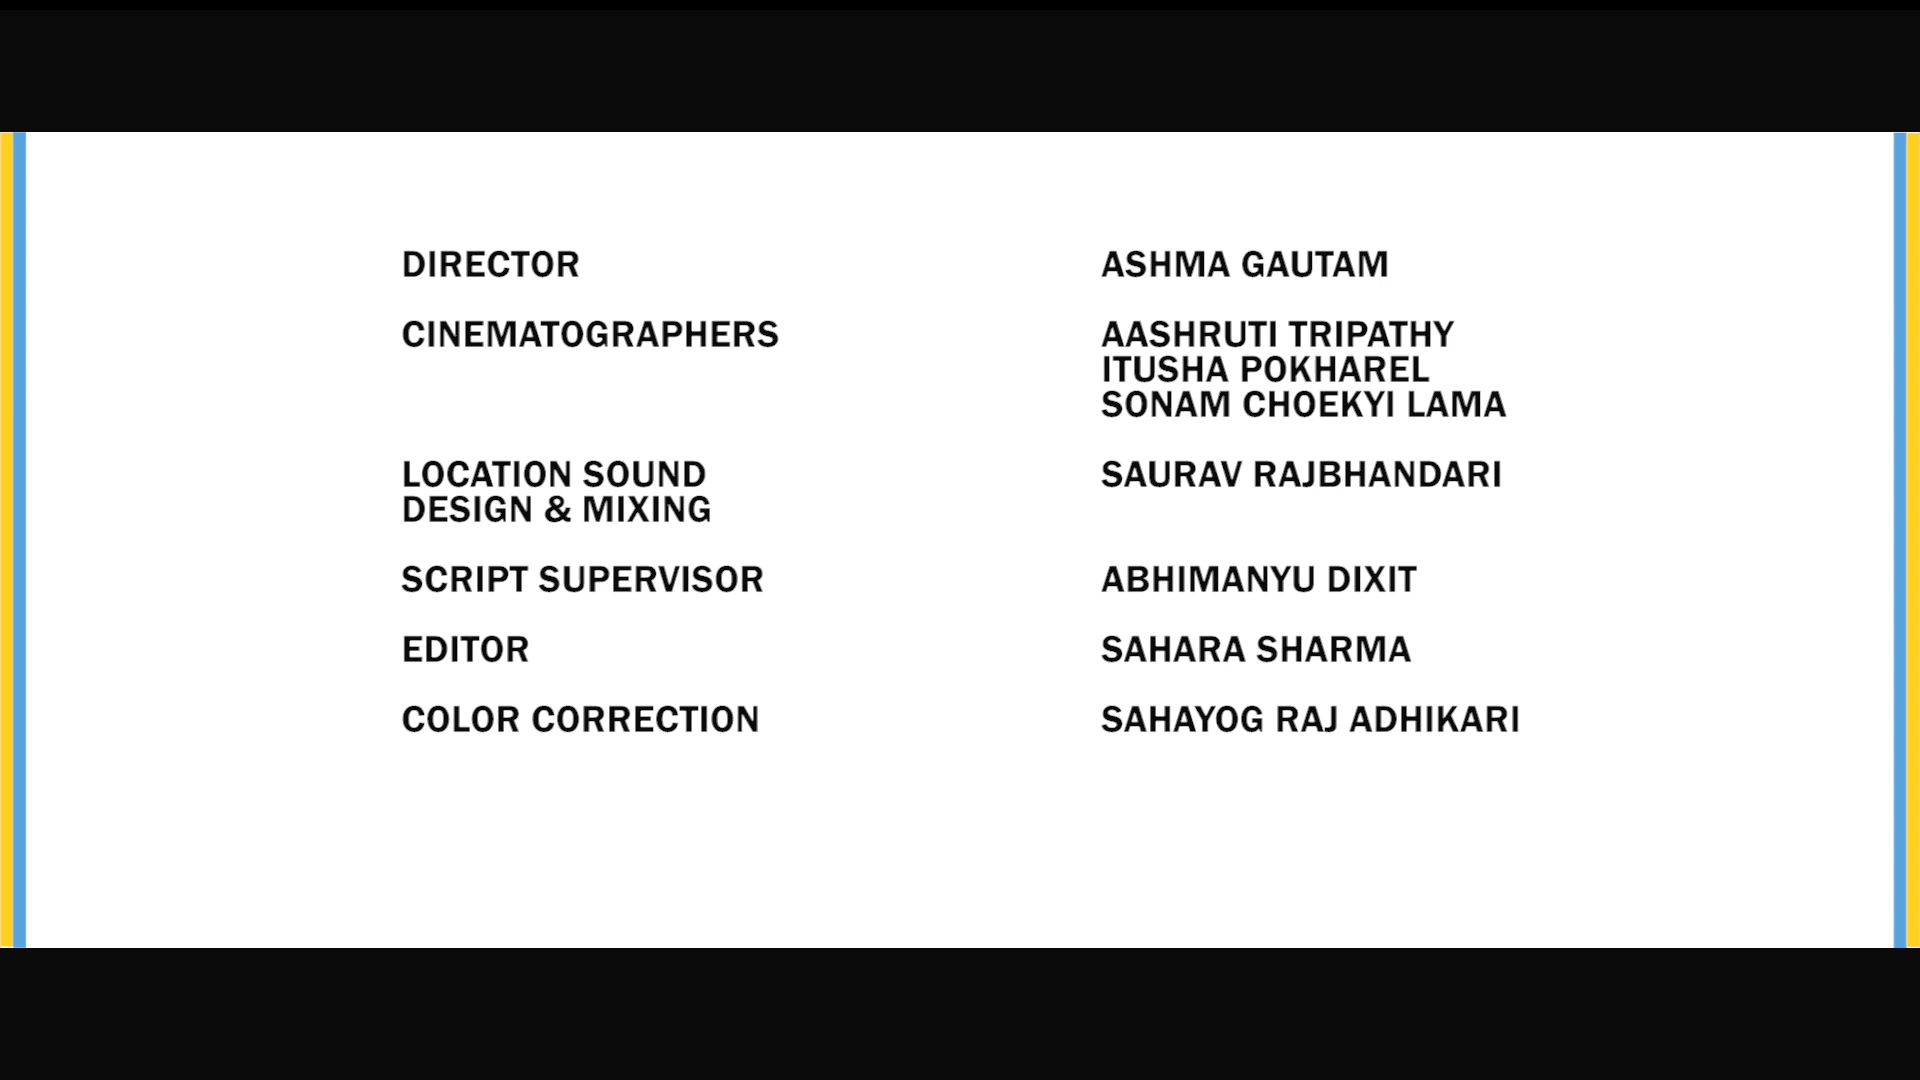 DIRECTOR ASHMA GAUTAM
CINEMATOGRAPHERS AASHRUTI TRIPATHY
ITUSHA POKHAREL
SONAM CHOEKYI LAMA
LOCATION SOUND SAURAV RAJBHANDARI
DESIGN & MIXING
SCRIPT SUPERVISOR ABHIMANYU DIXIT
EDITOR SAHARA SHARMA
COLOR CORRECTION SAHAYOG RAJ ADHIKARI